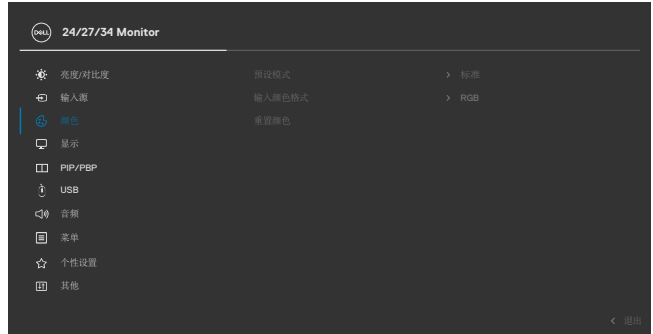 DELL 24/27/34 Monitor
亮度/对比度 预设模式 > 标准
输入源 输入颜色格式 > RGB
颜色 重置颜色
显示
PIP/PBP
USB
音频
菜单
个性设置
其他
< 退出